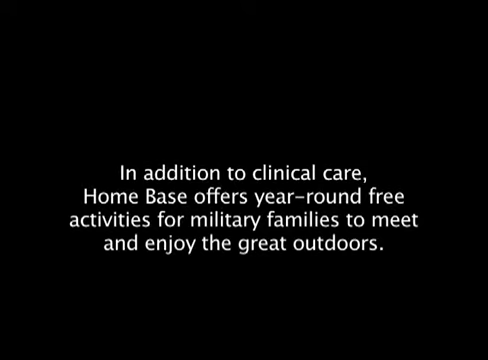 In addition to clinical care,
Home Base offers year-round free
activities for military families to meet
and enjoy the great outdoors.